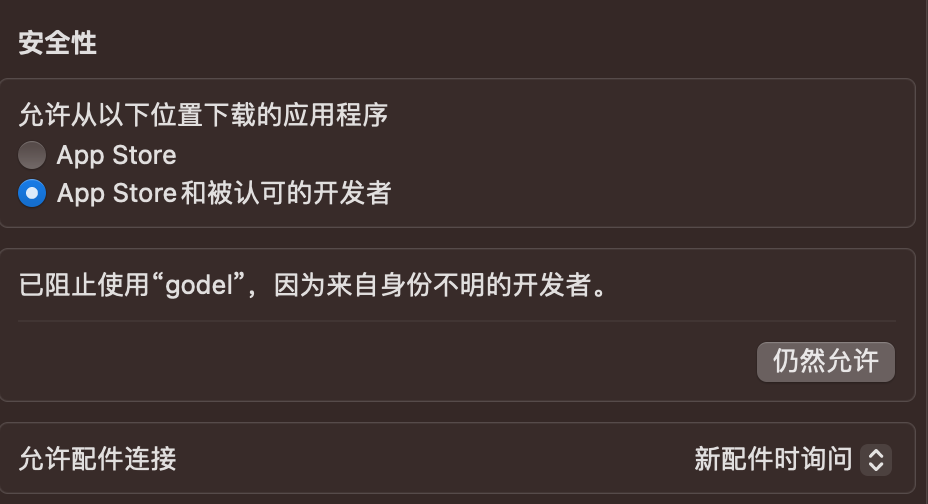 安全性
允许从以下位置下载的应用程序
App Store
App Store和被认可的开发者
已阻止使用“godel”，因为来自身份不明的开发者。
仍然允许
允许配件连接 新配件时询问